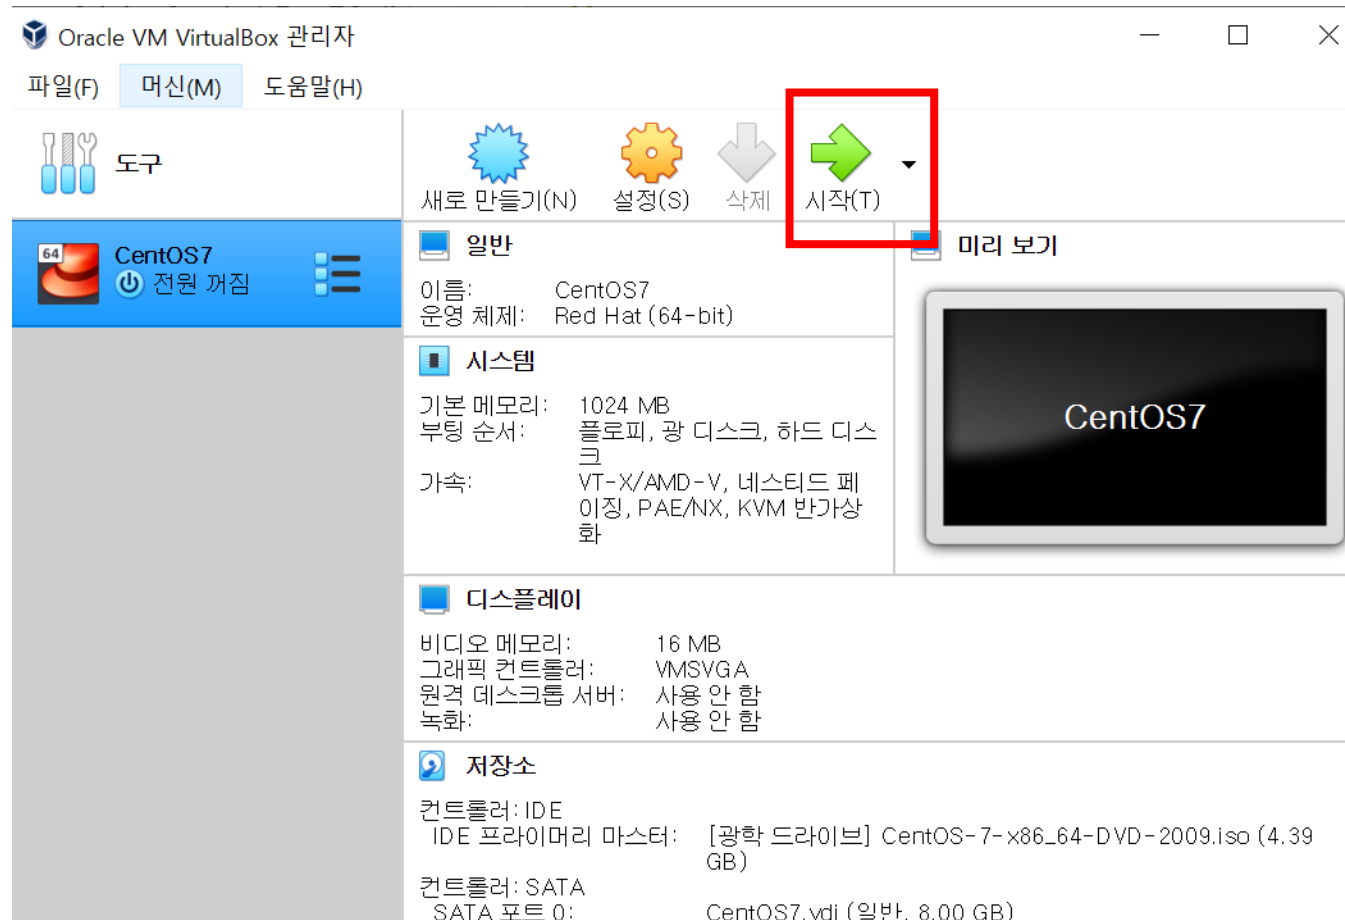 Oracle VM VirtualBox 관리자
파일(F) 머신(M) 도움말(H)
도구
새로 만들기(N) 설정(S) 삭제 시작(T)
64
CentOS7
전원 꺼짐
일반
이름: CentOS7
운영 체제: Red Hat (64-bit)
미리 보기
CentOS7
시스템
기본 메모리: 1024 MB
부팅 순서: 플로피, 광 디스크, 하드 디스
크
가속: VT-X/AMD-V, 네스티드 페
이징, PAE/NX, KVM 반가상
화
디스플레이
비디오 메모리: 16 MB
그래픽 컨트롤러: VMSVGA
원격 데스크톱 서버: 사용 안 함
녹화: 사용 안 함
저장소
컨트롤러: IDE
IDE 프라이머리 마스터: [광학 드라이브] CentOS-7-x86_64-DVD-2009.iso (4.39
GB)
컨트롤러: SATA
SATA 포트 0: CentOS7.vdi (일반, 8.00 GB)